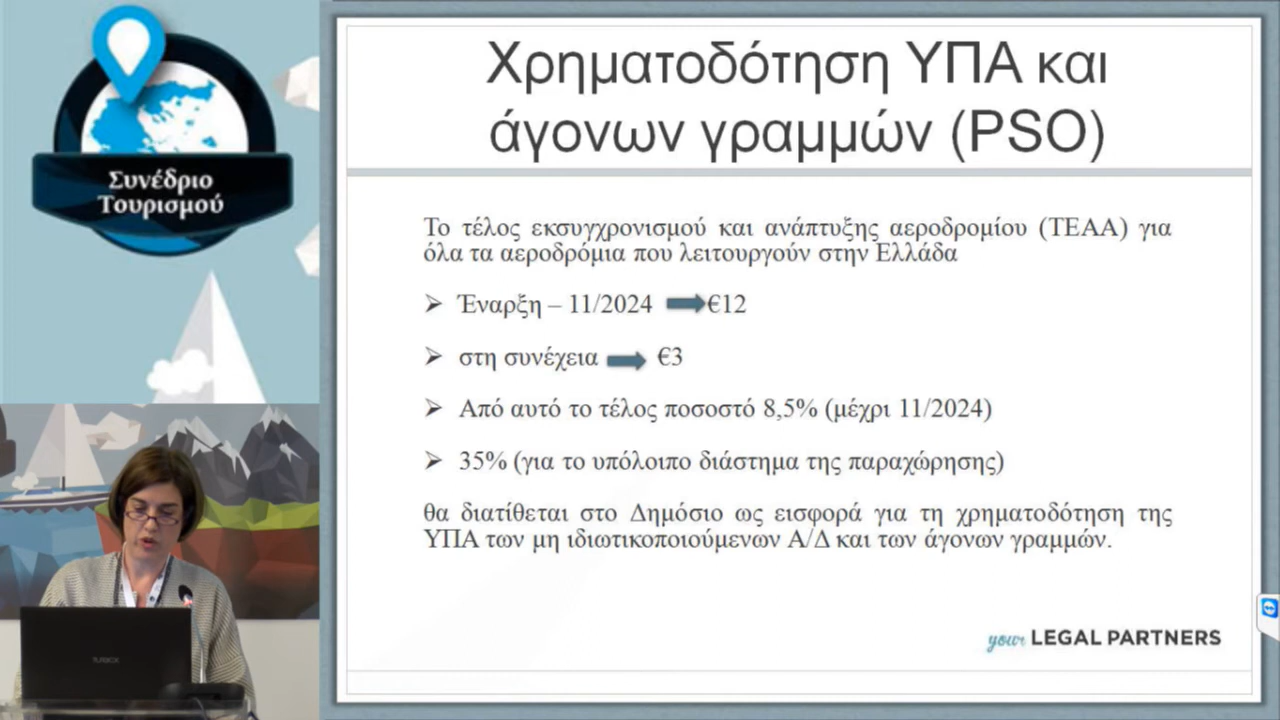 Συνέδριο
Τουρισμού
Χρηματοδότηση ΥΠΑ και
άγονων γραμμών (PSO)
Το τέλος εκσυγχρονισμού και ανάπτυξης αεροδρομίου (ΤΕΑΑ) για
όλα τα αεροδρόμια που λειτουργούν στην Ελλάδα
➢ Έναρξη – 11/2024 €12
➢ στη συνέχεια €3
➢ Από αυτό το τέλος ποσοστό 8,5% (μέχρι 11/2024)
➢ 35% (για το υπόλοιπο διάστημα της παραχώρησης)
θα διατίθεται στο Δημόσιο ως εισφορά για τη χρηματοδότηση της
ΥΠΑ των μη ιδιωτικοποιούμενων Α/Δ και των άγονων γραμμών.
your LEGAL PARTNERS